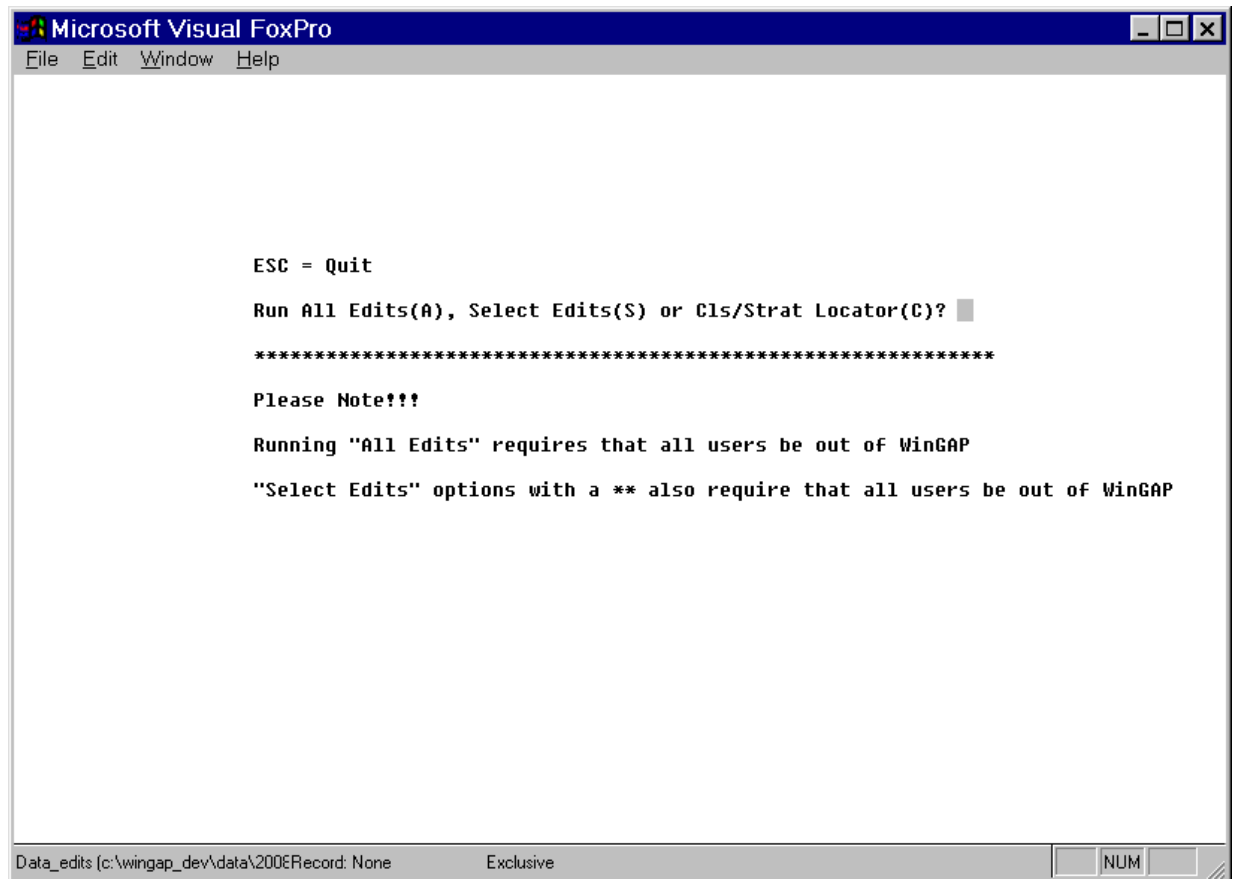 Microsoft Visual FoxPro
File Edit Window Help
ESC = Quit
Run All Edits(A), Select Edits(S) or Cls/Strat Locator(C)?
**************************************************************
Please Note!!!
Running "All Edits" requires that all users be out of WinGAP
"Select Edits" options with a ** also require that all users be out of WinGAP
Data_edits (c:\wingap_dev\data\2008Record: None Exclusive NUM